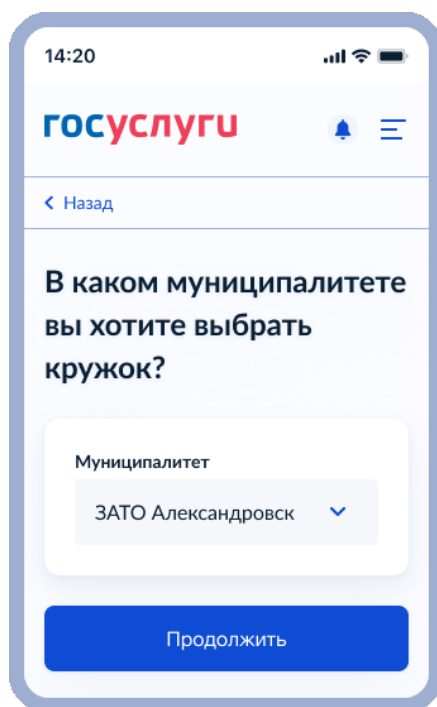 14:20
госуслуги
Назад
В каком муниципалитете
вы хотите выбрать
кружок?
Муниципалитет
ЗАТО Александровск
Продолжить